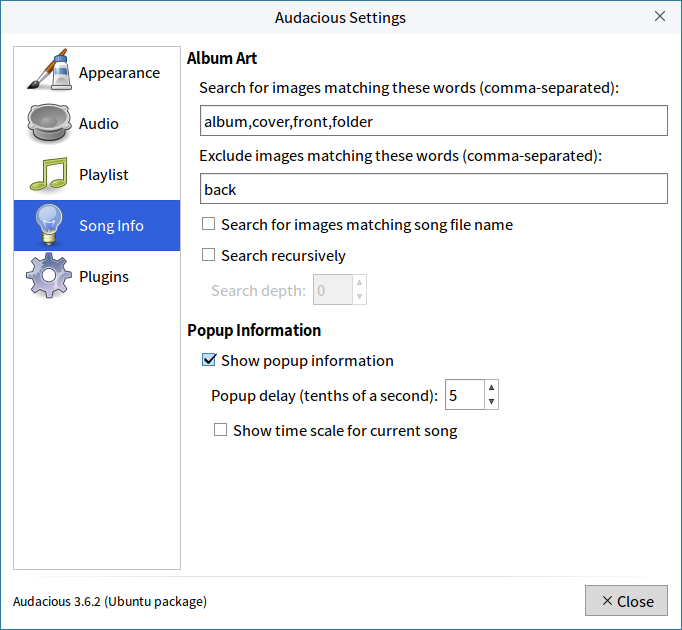 Audacious Settings
Appearance
Audio
Playlist
Song Info
Plugins
Album Art
Search for images matching these words (comma-separated):
album,cover,front,folder
Exclude images matching these words (comma-separated):
back
Search for images matching song file name
Search recursively
Search depth: 0
Popup Information
Show popup information
Popup delay (tenths of a second): 5
Show time scale for current song
Audacious 3.6.2 (Ubuntu package)
Close